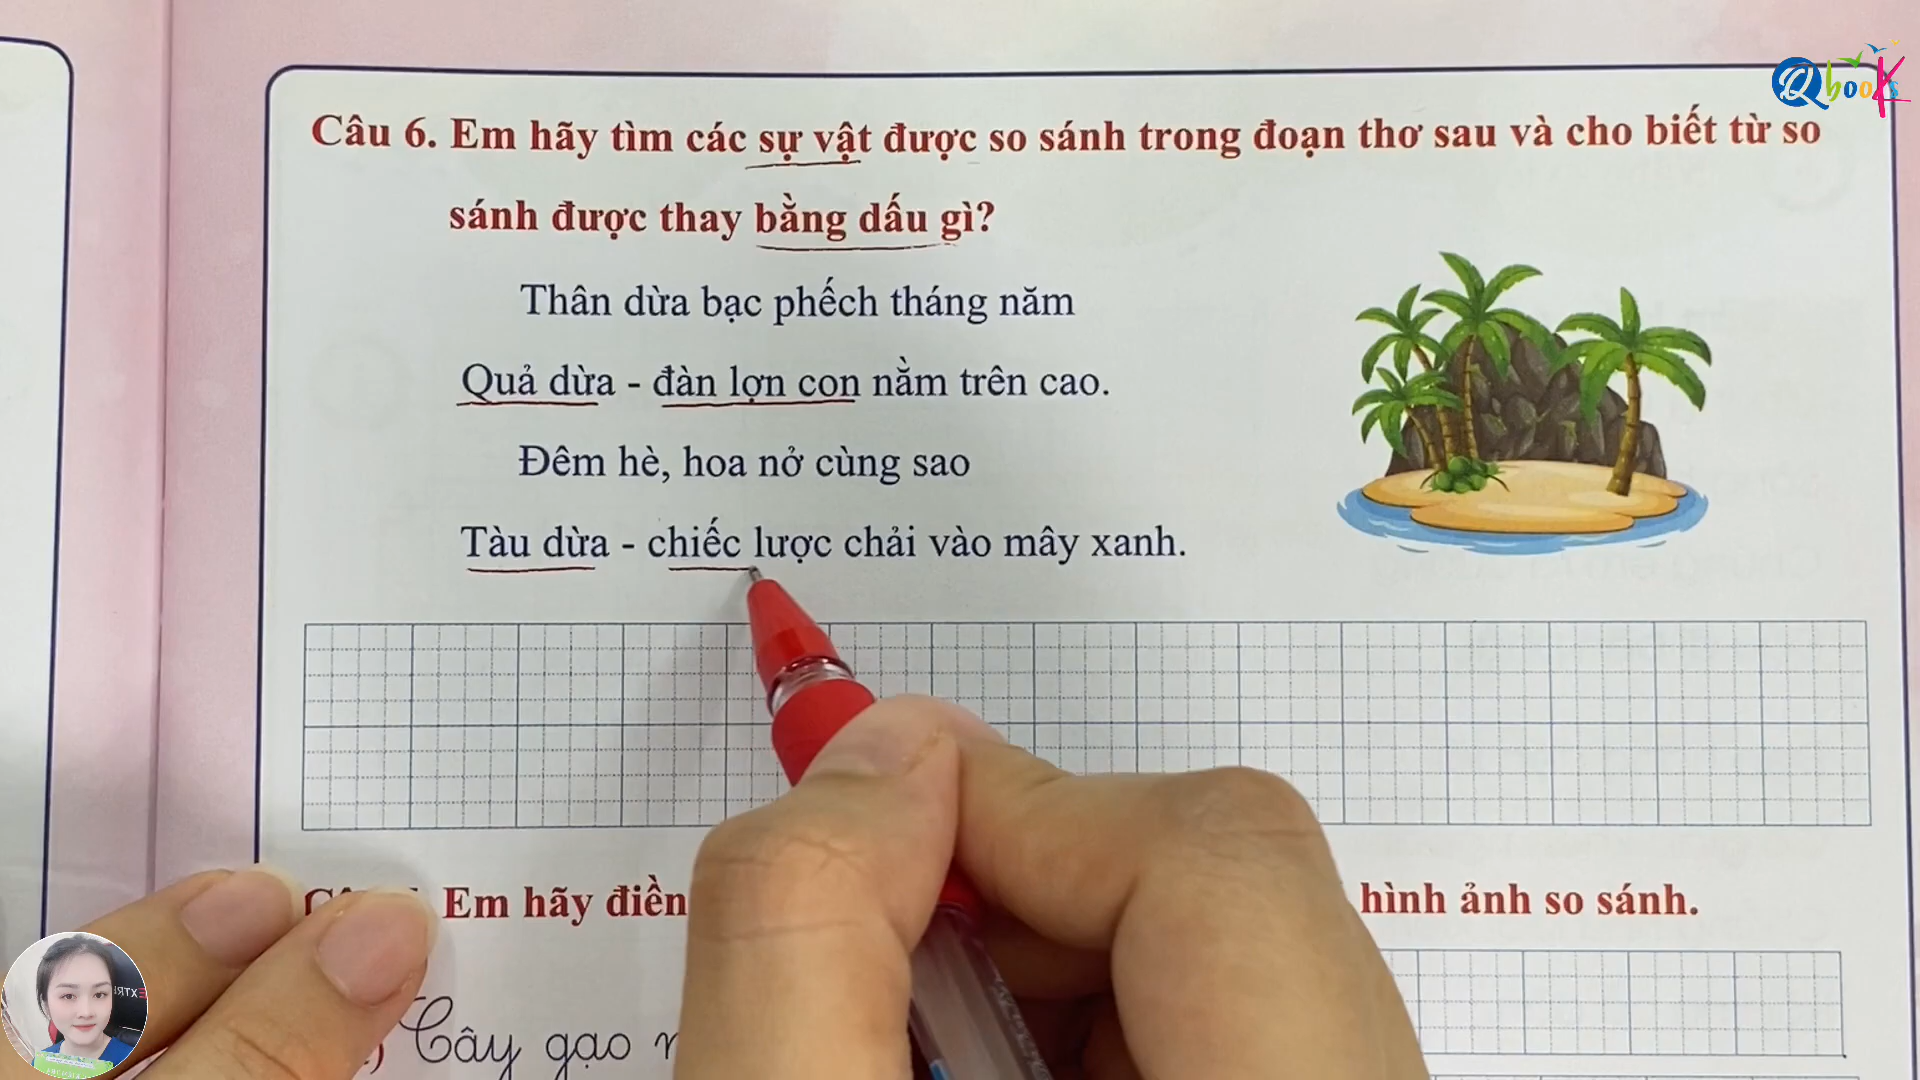 Qbooks
Câu 6. Em hãy tìm các sự vật được so sánh trong đoạn thơ sau và cho biết từ so
sánh được thay bằng dấu gì?
Thân dừa bạc phếch tháng năm
Quả dừa - đàn lợn con nằm trên cao.
Đêm hè, hoa nở cùng sao
Tàu dừa - chiếc lược chải vào mây xanh.
Em hãy điền hình ảnh so sánh.
Cây gạo